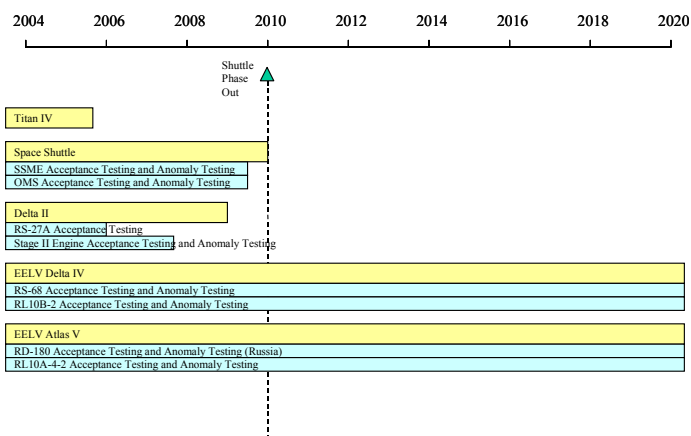 2004 2006 2008 2010 2012 2014 2016 2018 2020
Shuttle
Phase
Out
Titan IV
Space Shuttle
SSME Acceptance Testing and Anomaly Testing
OMS Acceptance Testing and Anomaly Testing
Delta II
RS-27A Acceptance Testing
Stage II Engine Acceptance Testing and Anomaly Testing
EELV Delta IV
RS-68 Acceptance Testing and Anomaly Testing
RL10B-2 Acceptance Testing and Anomaly Testing
EELV Atlas V
RD-180 Acceptance Testing and Anomaly Testing (Russia)
RL10A-4-2 Acceptance Testing and Anomaly Testing